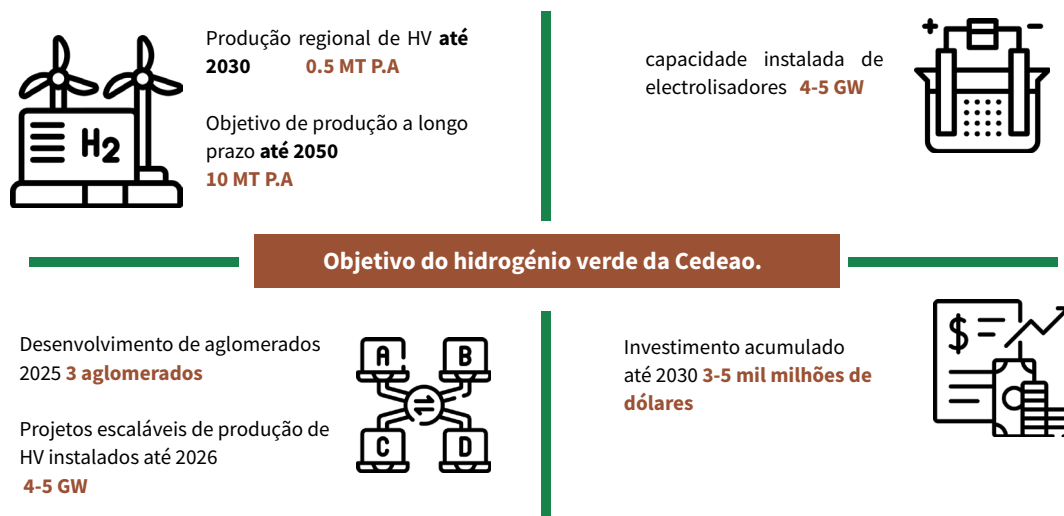 Produção regional de HV até
2030 0.5 MT P.A
Objetivo de produção a longo
prazo até 2050
10 MT P.A
H2
capacidade instalada de
electrolisadores 4-5 GW
+ −
Objetivo do hidrogénio verde da Cedeao.
Desenvolvimento de aglomerados
2025 3 aglomerados
Projetos escaláveis de produção de
HV instalados até 2026
4-5 GW
A B
C D
Investimento acumulado
até 2030 3-5 mil milhões de
dólares
$